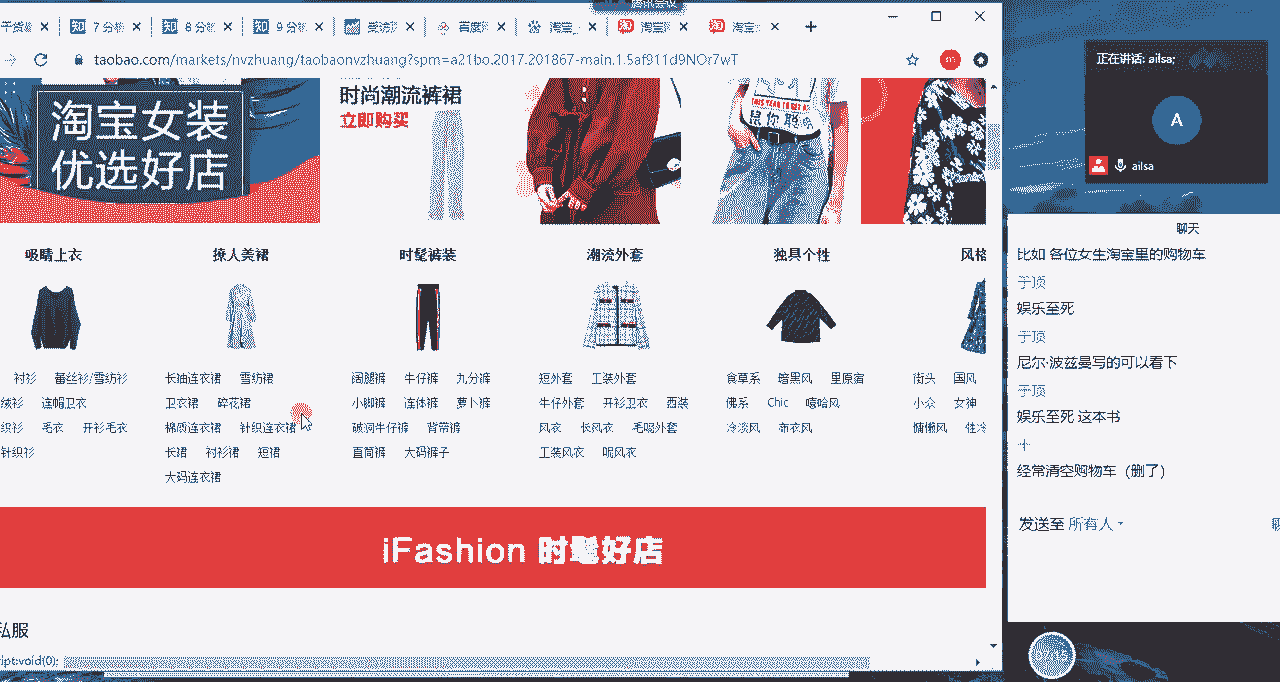 腾讯会议
7 分
8 分
9 分
淘宝
淘宝
淘宝
taobao.com/markets/nvzhuang/taobaonvzhuang?spm=a21bo.2017.201867-main.1.5af911d9NOr7wT
淘宝女装
优选好店
时尚潮流裤裙
立即购买
吸睛上衣
撩人美裙
时髦裤装
潮流外套
独具个性
风格
衬衫 蕾丝衫/雪纺衫
绒衫 连帽卫衣
织衫 毛衣 开衫毛衣
针织衫
长袖连衣裙 雪纺裙
卫衣裙 碎花裙
棉质连衣裙 针织连衣裙
长裙 衬衫裙 短裙
大码连衣裙
阔腿裤 牛仔裤 九分裤
小脚裤 连体裤 萝卜裤
破洞牛仔裤 背带裤
直筒裤 大码裤子
短外套 工装外套
牛仔外套 开衫卫衣 西装
风衣 长风衣 毛呢外套
工装风衣 呢风衣
食草系 暗黑风 里原宿
佛系 Chic 嘻哈风
冷淡风 布衣风
街头 国风
小众 女神
慵懒风 性冷
iFashion 时髦好店
私服
ipt:void(0);
正在讲话: ailsa;
A
ailsa
聊天
比如 各位女生淘宝里的购物车
于顶
娱乐至死
于顶
尼尔·波兹曼写的可以看下
于顶
娱乐至死 这本书
经常清空购物车（删了）
发送至 所有人